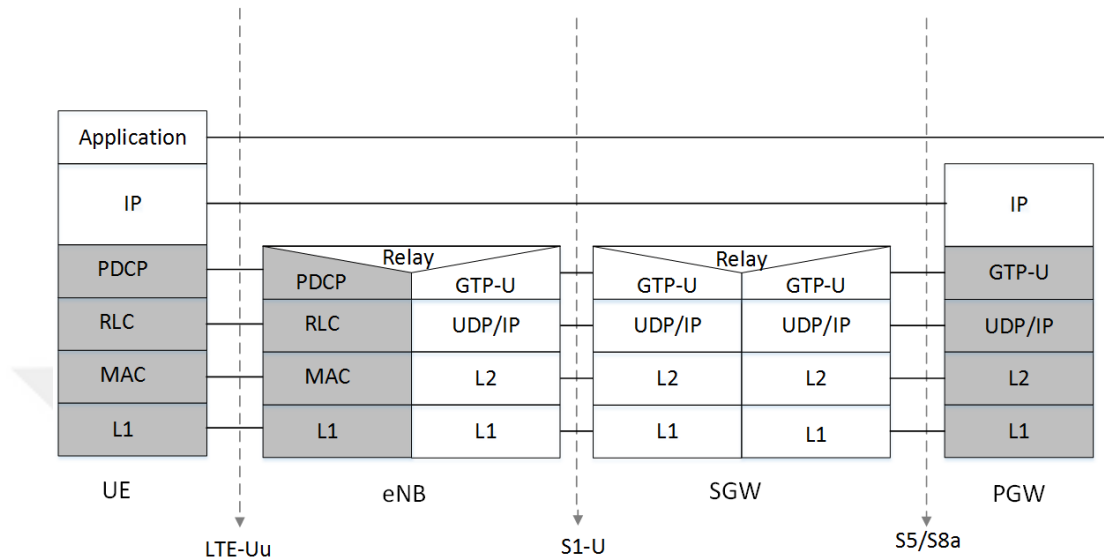 Application
IP
IP
Relay
Relay
PDCP
PDCP
GTP-U
GTP-U
GTP-U
GTP-U
RLC
RLC
UDP/IP
UDP/IP
UDP/IP
UDP/IP
MAC
MAC
L2
L2
L2
L2
L1
L1
L1
L1
L1
L1
UE
eNB
SGW
PGW
LTE-Uu
S1-U
S5/S8a